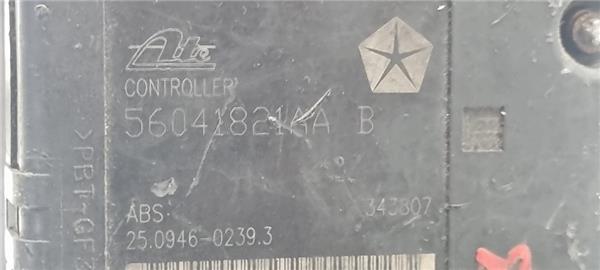 Ate
CONTROLLER
56041821AA B
ABS: 343807
25.0946-0239.3
>PBT-GF3